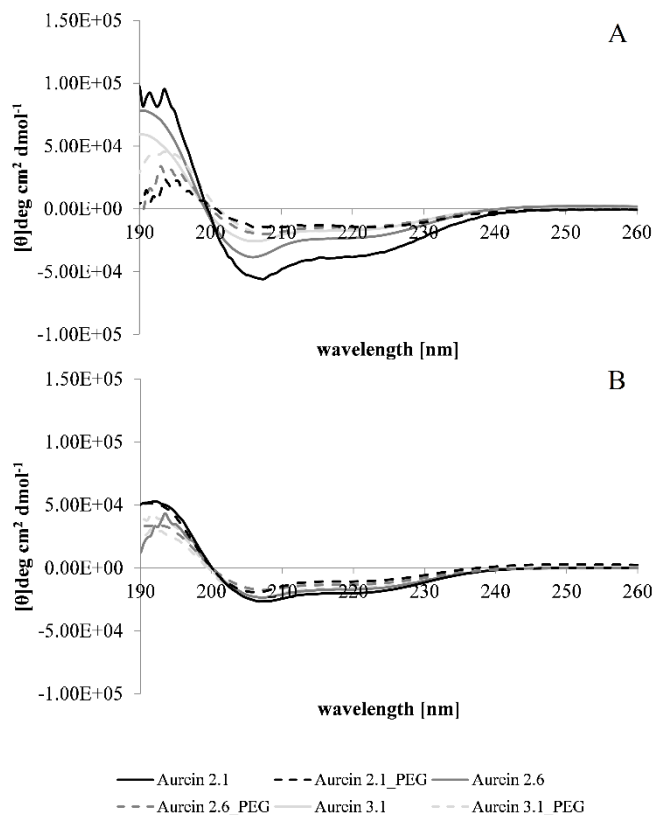 A
1.50E+05
1.00E+05
5.00E+04
0.00E+00
-5.00E+04
-1.00E+05
[θ]deg cm² dmol⁻¹
190 200 210 220 230 240 250 260
wavelength [nm]
B
1.50E+05
1.00E+05
5.00E+04
0.00E+00
-5.00E+04
-1.00E+05
[θ]deg cm² dmol⁻¹
190 200 210 220 230 240 250 260
wavelength [nm]
Aurein 2.1 Aurein 2.1_PEG Aurein 2.6
Aurein 2.6_PEG Aurein 3.1 Aurein 3.1_PEG